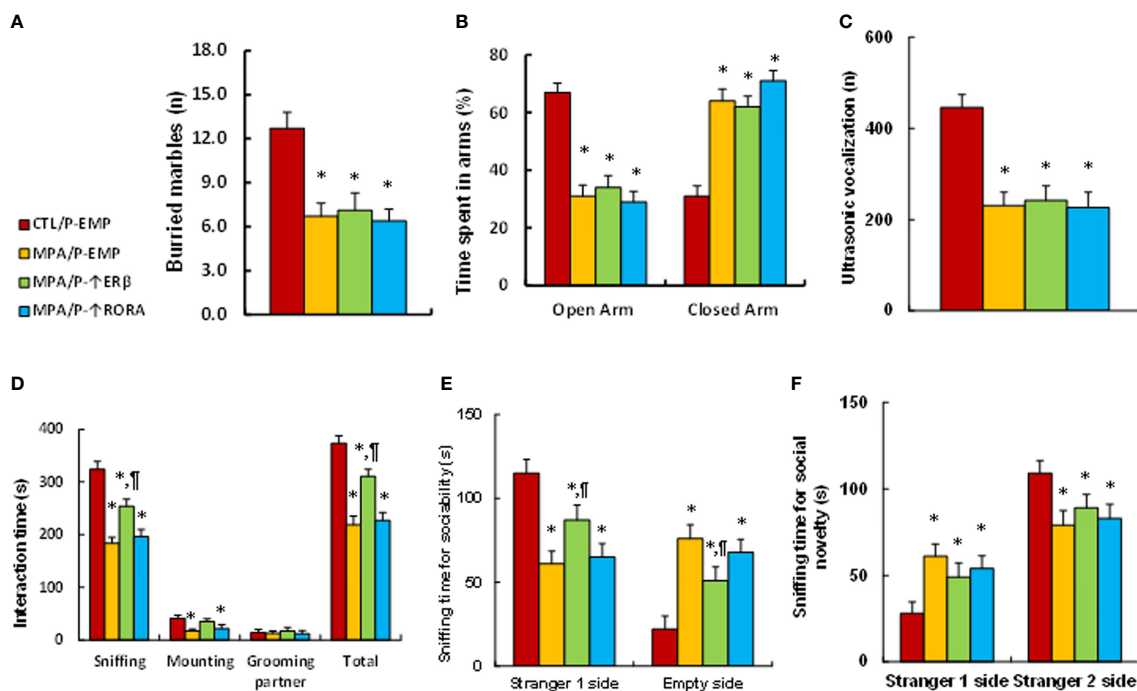 A
Burried marbles (n)
18.0
15.0
12.0
9.0
6.0
3.0
0.0
* * *
CTL/P-EMP
MPA/P-EMP
MPA/P-↑ERβ
MPA/P-↑RORA
B
Time spent in arms (%)
80
60
40
20
0
* * * * * *
Open Arm Closed Arm
C
Ultrasonic vocalization (n)
600
400
200
0
* * *
D
Interaction time (s)
400
300
200
100
0
* *,¶ * * * * *,¶ *
Sniffing Mounting Grooming Total
partner
E
Sniffing time for sociability (s)
150
100
50
0
* *,¶ * * *,¶ *
Stranger 1 side Empty side
F
Sniffing time for social
novelty (s)
150
100
50
0
* * * * * *
Stranger 1 side Stranger 2 side